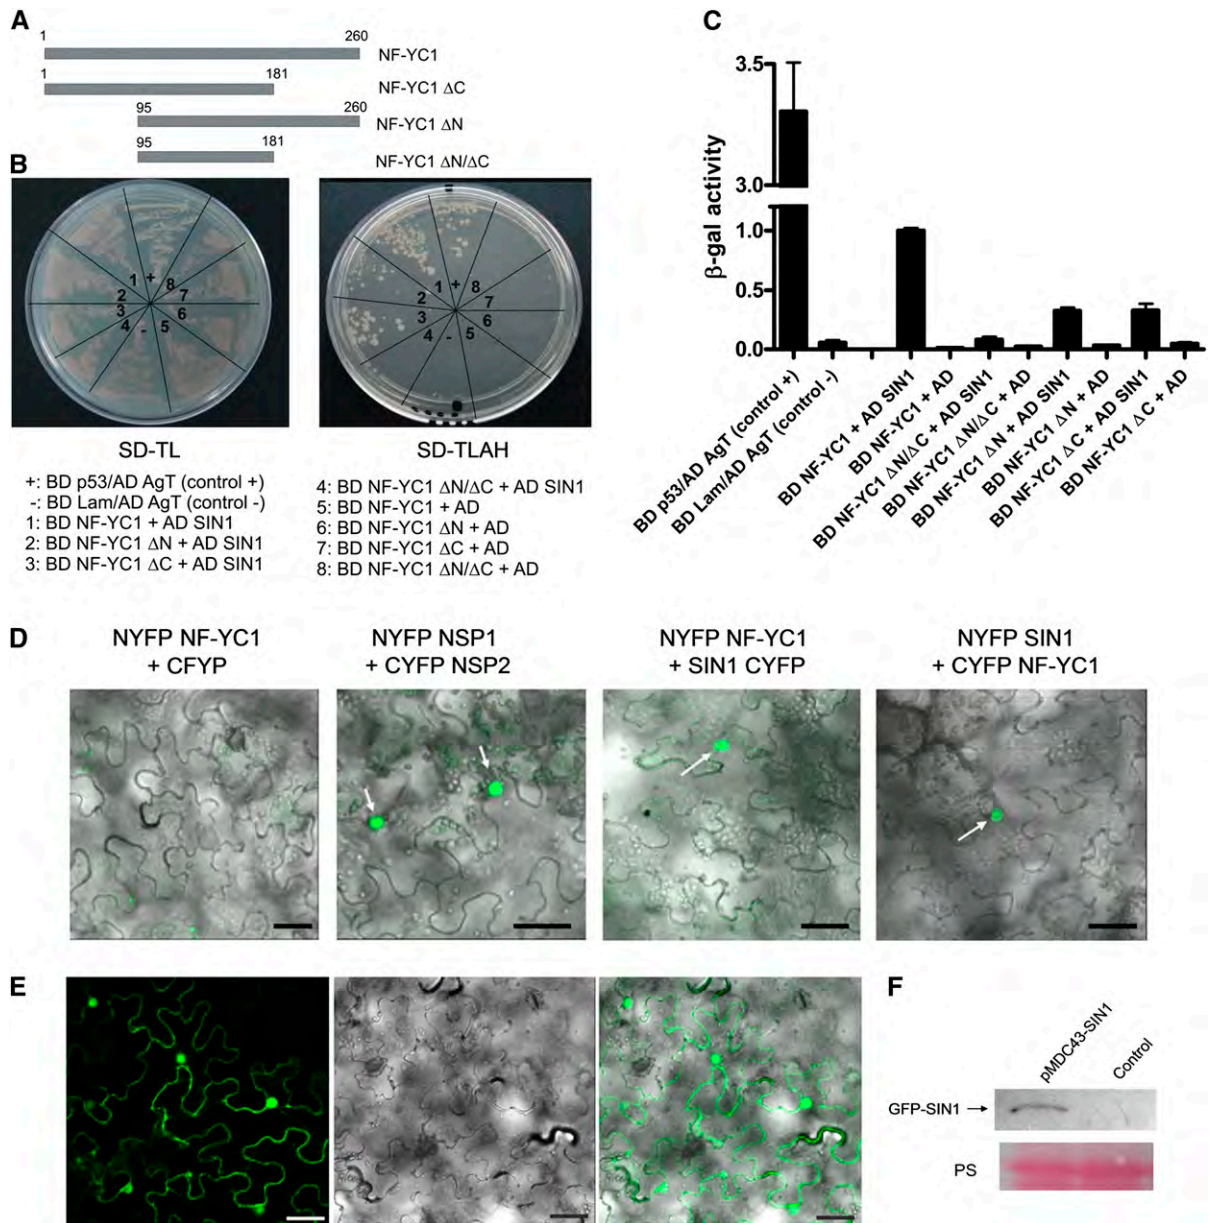 A
1 260
NF-YC1
1 181
NF-YC1 ΔC
95 260
NF-YC1 ΔN
95 181
NF-YC1 ΔN/ΔC
B
1 + 8 7 6 5 - 4 3 2
1 + 8 7 6 5 - 4 3 2
SD-TL
SD-TLAH
+: BD p53/AD AgT (control +)
-: BD Lam/AD AgT (control -)
1: BD NF-YC1 + AD SIN1
2: BD NF-YC1 ΔN + AD SIN1
3: BD NF-YC1 ΔC + AD SIN1
4: BD NF-YC1 ΔN/ΔC + AD SIN1
5: BD NF-YC1 + AD
6: BD NF-YC1 ΔN + AD
7: BD NF-YC1 ΔC + AD
8: BD NF-YC1 ΔN/ΔC + AD
C
β-gal activity
3.5
3.0
1.0
0.5
0.0
BD p53/AD AgT (control +)
BD Lam/AD AgT (control -)
BD NF-YC1 + AD SIN1
BD NF-YC1 + AD
BD NF-YC1 ΔN/ΔC + AD SIN1
BD NF-YC1 ΔN/ΔC + AD
BD NF-YC1 ΔN + AD SIN1
BD NF-YC1 ΔN + AD
BD NF-YC1 ΔC + AD SIN1
BD NF-YC1 ΔC + AD
D
NYFP NF-YC1
+ CFYP
NYFP NSP1
+ CYFP NSP2
NYFP NF-YC1
+ SIN1 CYFP
NYFP SIN1
+ CYFP NF-YC1
E
F
pMDC43-SIN1
Control
GFP-SIN1
PS